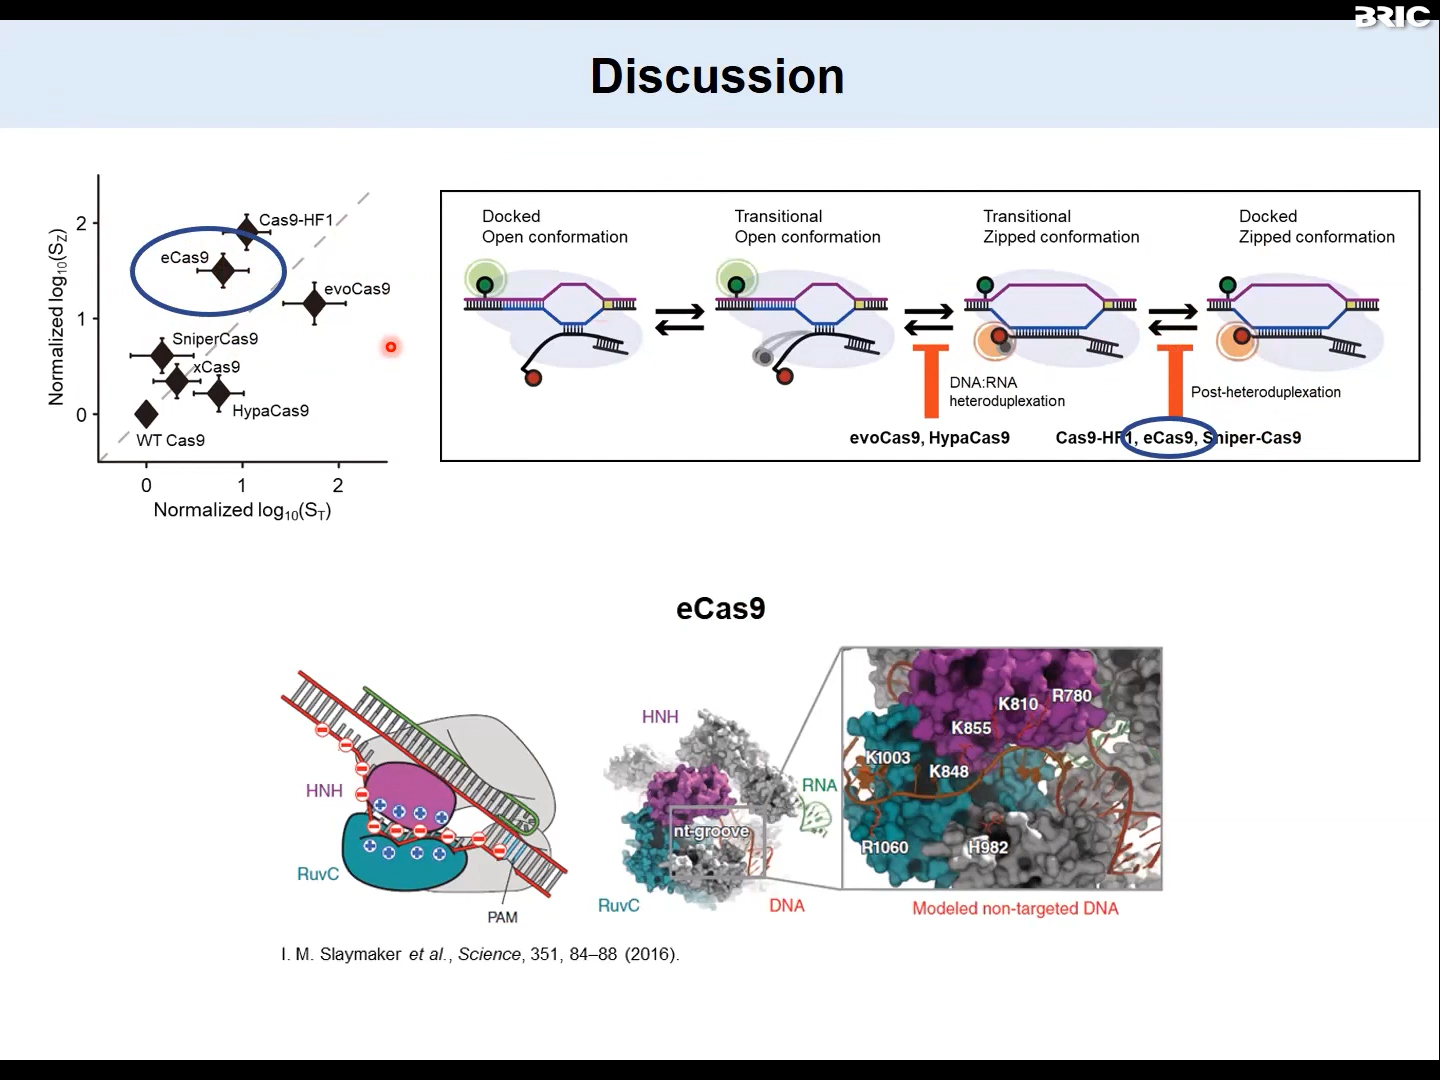 BRIC
Discussion
Normalized log10(SZ)
2
1
0
Cas9-HF1
eCas9
evoCas9
SniperCas9
xCas9
HypaCas9
WT Cas9
0 1 2
Normalized log10(ST)
Docked
Open conformation
Transitional
Open conformation
Transitional
Zipped conformation
Docked
Zipped conformation
DNA:RNA
heteroduplexation
Post-heteroduplexation
evoCas9, HypaCas9
Cas9-HF1, eCas9, Sniper-Cas9
eCas9
HNH
RuvC
PAM
HNH
RNA
nt-groove
RuvC
DNA
K810
R780
K855
K1003
K848
R1060
H982
Modeled non-targeted DNA
I. M. Slaymaker et al., Science, 351, 84–88 (2016).